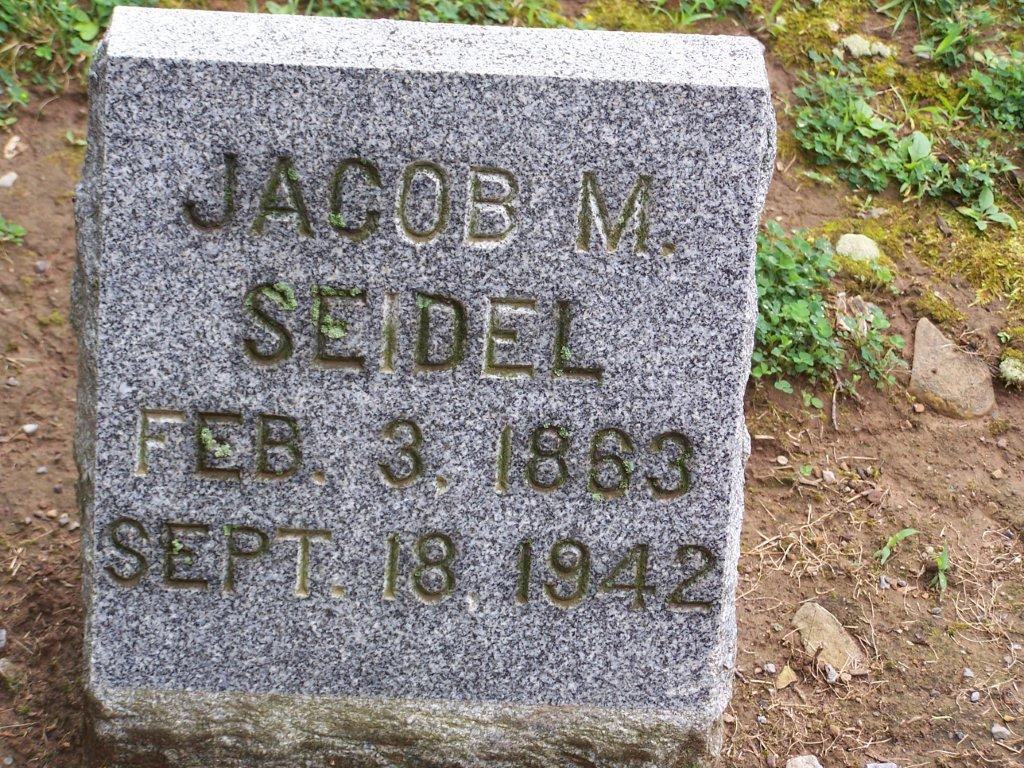 JACOB M.
SEIDEL
FEB. 3, 1863
SEPT. 18, 1942